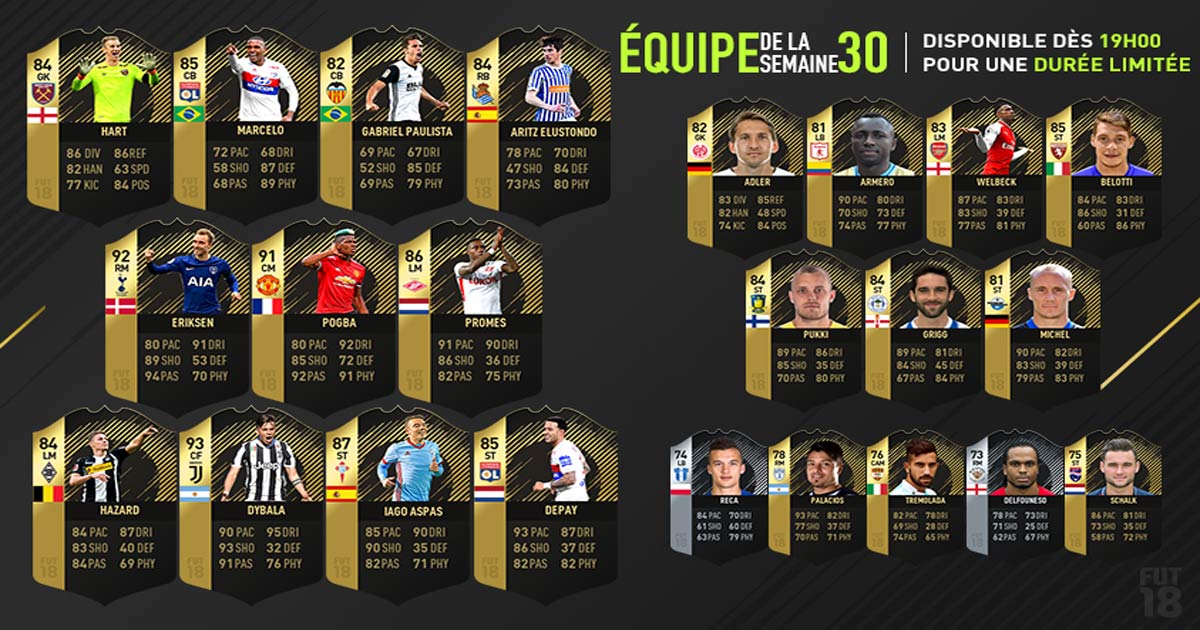 ÉQUIPE DE LA SEMAINE 30
DISPONIBLE DÈS 19H00
POUR UNE DURÉE LIMITÉE
84
GK
HART
86 DIV 86 REF
82 HAN 63 SPD
77 KIC 84 POS
FUT 18
85
CB
MARCELO
72 PAC 68 DRI
58 SHO 87 DEF
68 PAS 89 PHY
82
CB
GABRIEL PAULISTA
69 PAC 67 DRI
52 SHO 85 DEF
69 PAS 79 PHY
84
RB
ARITZ ELUSTONDO
78 PAC 70 DRI
47 SHO 84 DEF
73 PAS 80 PHY
92
RM
AIA
ERIKSEN
80 PAC 91 DRI
89 SHO 53 DEF
94 PAS 70 PHY
91
CM
POGBA
80 PAC 92 DRI
85 SHO 72 DEF
92 PAS 91 PHY
86
LM
PROMES
91 PAC 90 DRI
86 SHO 36 DEF
82 PAS 75 PHY
84
LM
HAZARD
84 PAC 87 DRI
83 SHO 40 DEF
84 PAS 69 PHY
93
CF
Jeep
DYBALA
90 PAC 95 DRI
93 SHO 32 DEF
91 PAS 76 PHY
87
ST
IAGO ASPAS
85 PAC 90 DRI
90 SHO 35 DEF
82 PAS 71 PHY
85
ST
DEPAY
93 PAC 87 DRI
86 SHO 37 DEF
82 PAS 82 PHY
82
GK
ADLER
83 DIV 85 REF
82 HAN 48 SPD
74 KIC 84 POS
81
LB
ARMERO
90 PAC 80 DRI
70 SHO 73 DEF
74 PAS 77 PHY
83
LM
WELBECK
87 PAC 83 DRI
83 SHO 39 DEF
77 PAS 81 PHY
85
ST
BELOTTI
84 PAC 83 DRI
86 SHO 31 DEF
60 PAS 86 PHY
84
ST
PUKKI
89 PAC 86 DRI
85 SHO 35 DEF
70 PAS 80 PHY
84
ST
GRIGG
89 PAC 81 DRI
84 SHO 45 DEF
67 PAS 84 PHY
81
ST
MICHEL
90 PAC 82 DRI
83 SHO 39 DEF
79 PAS 83 PHY
74
LB
RECA
84 PAC 70 DRI
61 SHO 60 DEF
63 PAS 79 PHY
78
RM
PALACIOS
93 PAC 82 DRI
77 SHO 37 DEF
70 PAS 71 PHY
76
CAM
TREMOLADA
82 PAC 78 DRI
69 SHO 28 DEF
74 PAS 65 PHY
73
RM
DELFOUNESO
78 PAC 73 DRI
71 SHO 25 DEF
62 PAS 67 PHY
75
ST
SCHALK
86 PAC 81 DRI
73 SHO 35 DEF
58 PAS 72 PHY
FUT
18